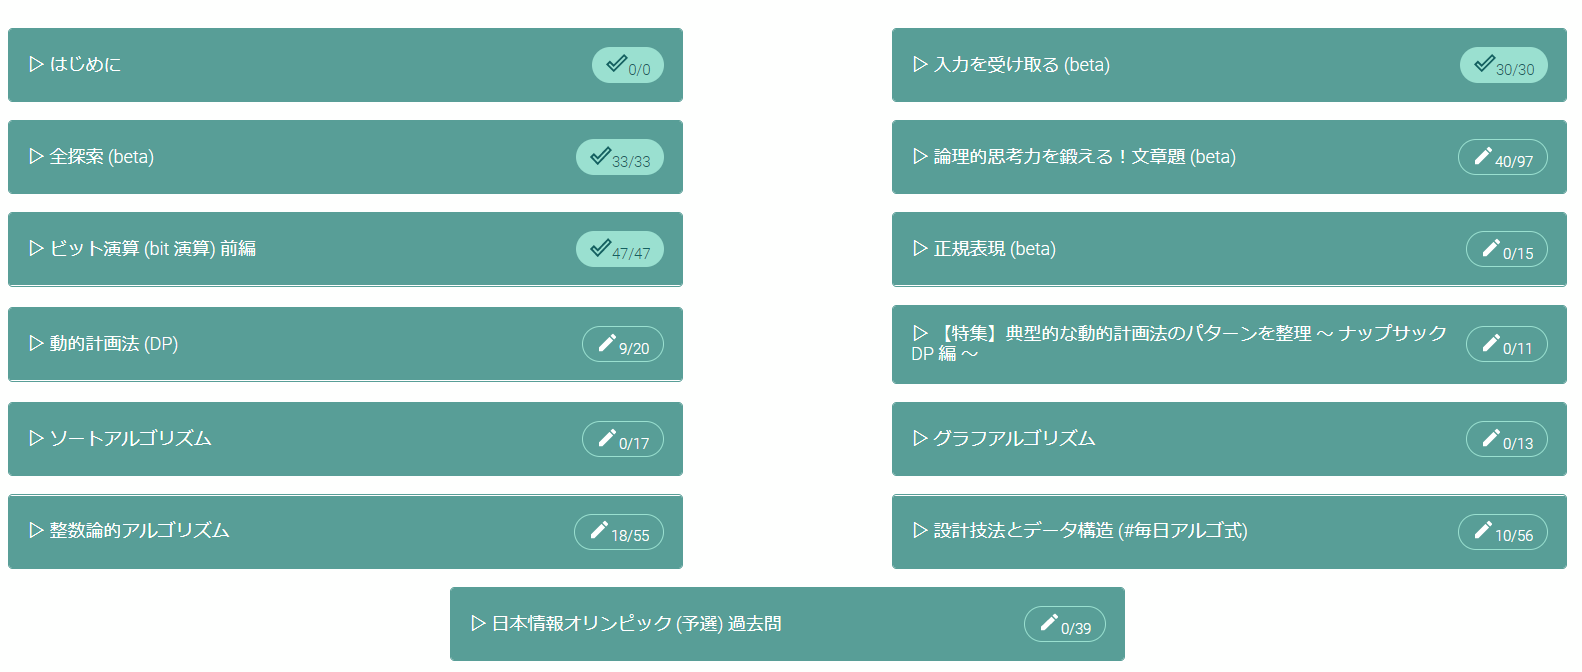 ▷ はじめに 0/0
▷ 入力を受け取る (beta) 30/30
▷ 全探索 (beta) 33/33
▷ 論理的思考力を鍛える！文章題 (beta) 40/97
▷ ビット演算 (bit 演算) 前編 47/47
▷ 正規表現 (beta) 0/15
▷ 動的計画法 (DP) 9/20
▷ 【特集】典型的な動的計画法のパターンを整理 〜 ナップサック
DP 編 〜 0/11
▷ ソートアルゴリズム 0/17
▷ グラフアルゴリズム 0/13
▷ 整数論的アルゴリズム 18/55
▷ 設計技法とデータ構造 (#毎日アルゴ式) 10/56
▷ 日本情報オリンピック (予選) 過去問 0/39